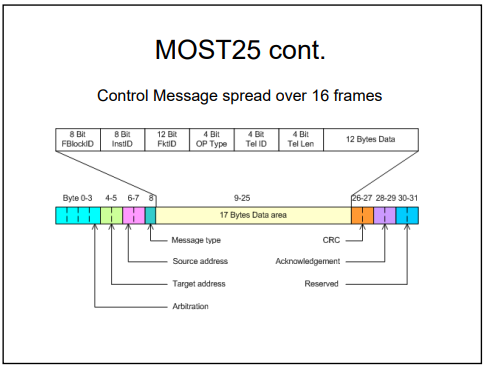 MOST25 cont.
Control Message spread over 16 frames
8 Bit
FBlockID
8 Bit
InstID
12 Bit
FktID
4 Bit
OP Type
4 Bit
Tel ID
4 Bit
Tel Len
12 Bytes Data
Byte 0-3
4-5
6-7
8
9-25
26-27
28-29
30-31
17 Bytes Data area
Message type
CRC
Source address
Acknowledgement
Target address
Reserved
Arbitration